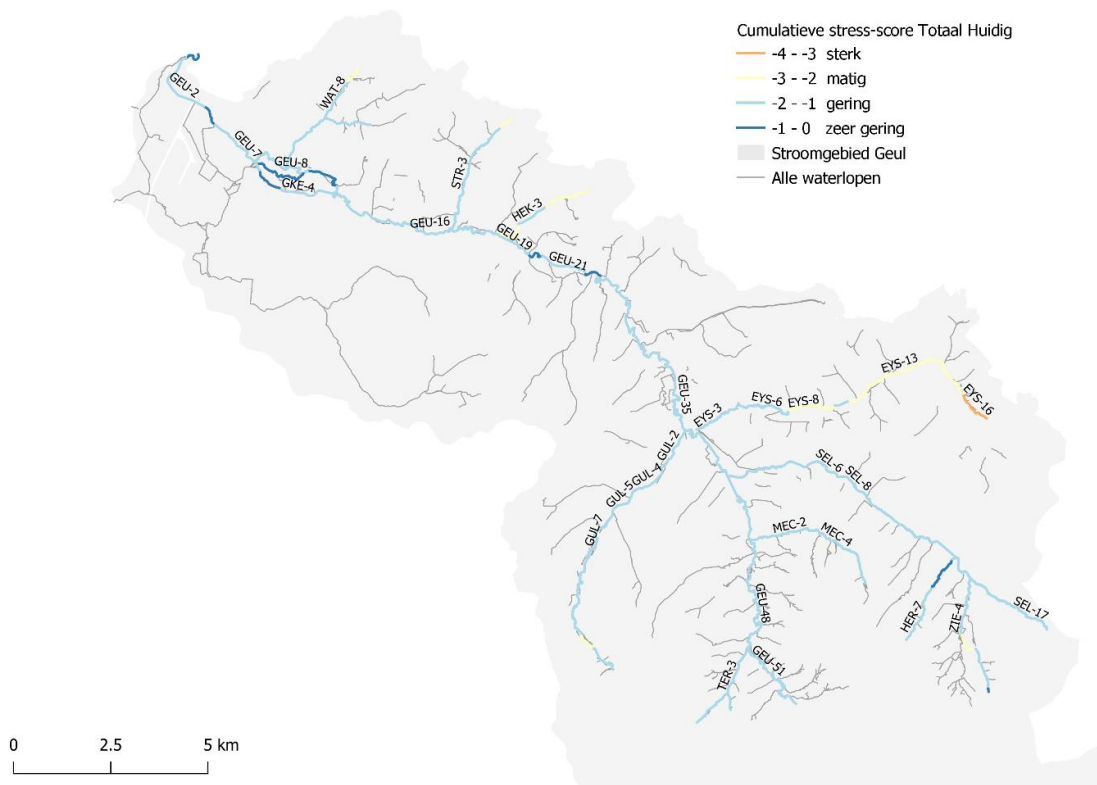 Cumulatieve stress-score Totaal Huidig
-4 - -3 sterk
-3 - -2 matig
-2 - -1 gering
-1 - 0 zeer gering
Stroomgebied Geul
Alle waterlopen
GEU-2
WAT-8
GEU-7
GEU-8
GKE-4
STR-3
GEU-16
HEK-3
GEU-19
GEU-21
GEU-35
EYS-3
EYS-6
EYS-8
EYS-13
EYS-16
GUL-2
GUL-4
GUL-5
GUL-7
SEL-6
SEL-8
MEC-2
MEC-4
GEU-48
HER-7
ZIE-4
SEL-17
TER-3
GEU-51
0 2.5 5 km